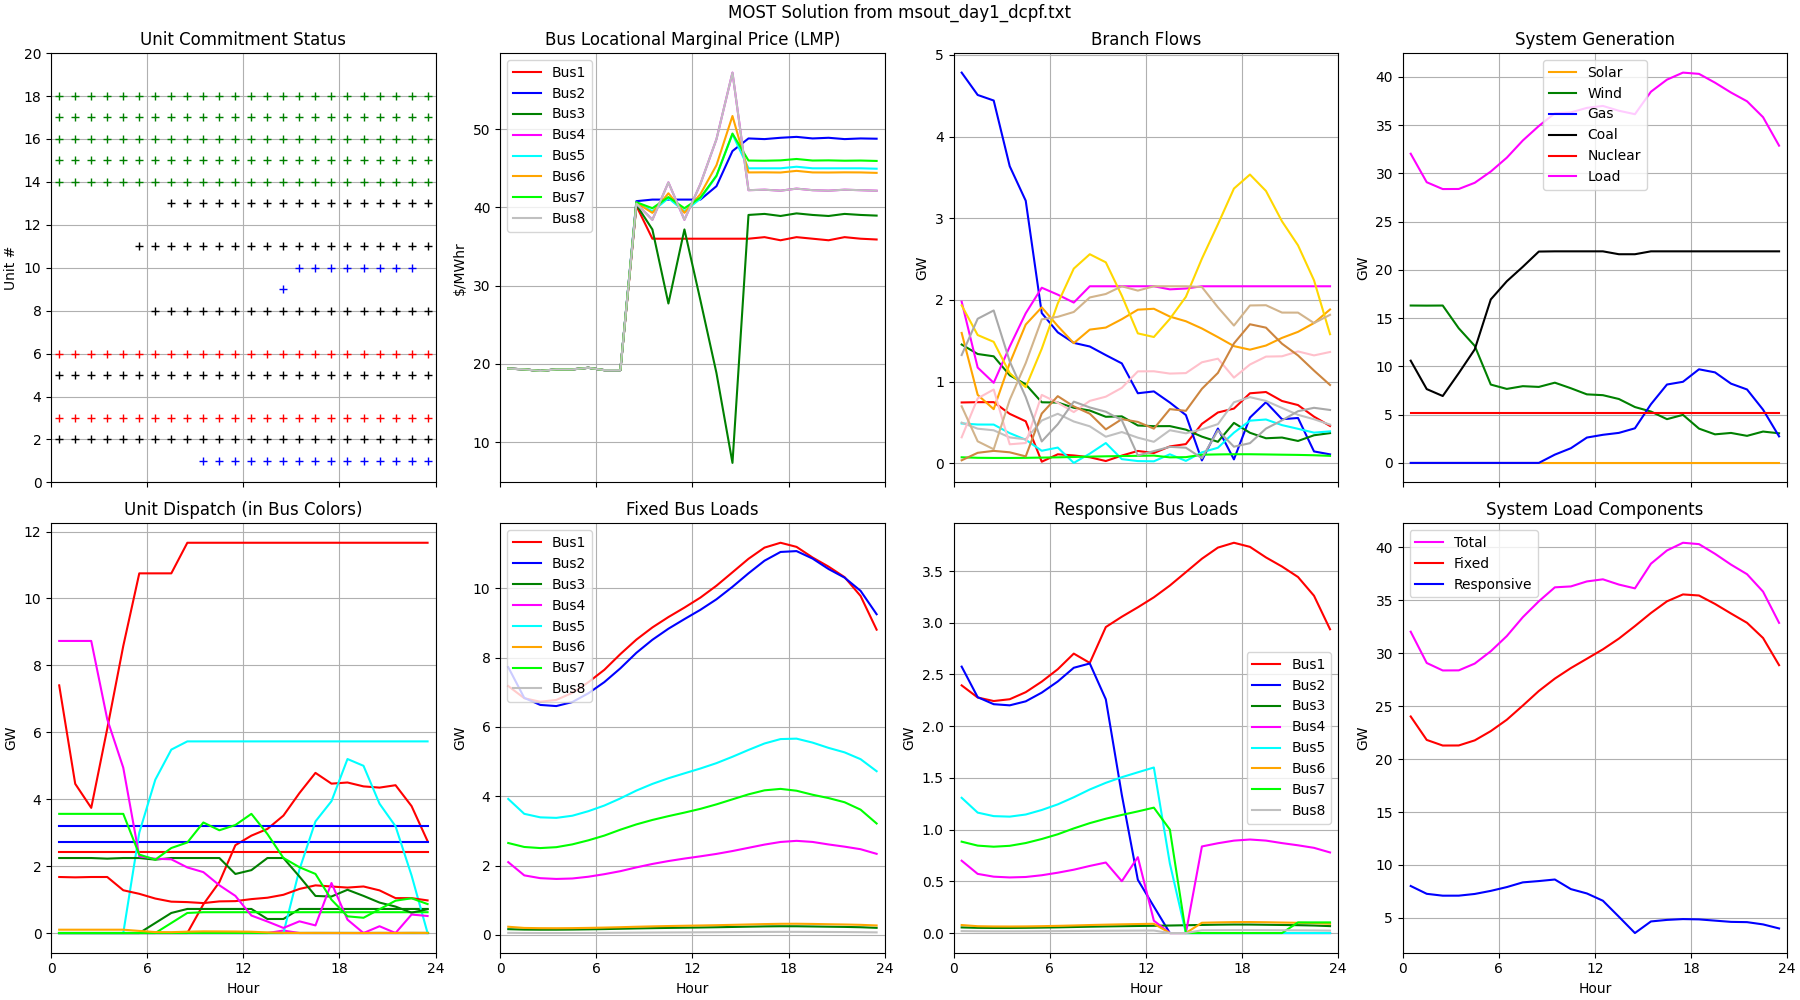 MOST Solution from msout_day1_dcpf.txt
Unit Commitment Status
Unit #
20
18
16
14
12
10
8
6
4
2
0
Bus Locational Marginal Price (LMP)
$/MWhr
50
40
30
20
10
Bus1
Bus2
Bus3
Bus4
Bus5
Bus6
Bus7
Bus8
Branch Flows
GW
5
4
3
2
1
0
System Generation
GW
40
35
30
25
20
15
10
5
0
Solar
Wind
Gas
Coal
Nuclear
Load
Unit Dispatch (in Bus Colors)
GW
12
10
8
6
4
2
0
0 6 12 18 24
Hour
Fixed Bus Loads
GW
10
8
6
4
2
0
Bus1
Bus2
Bus3
Bus4
Bus5
Bus6
Bus7
Bus8
0 6 12 18 24
Hour
Responsive Bus Loads
GW
3.5
3.0
2.5
2.0
1.5
1.0
0.5
0.0
Bus1
Bus2
Bus3
Bus4
Bus5
Bus6
Bus7
Bus8
0 6 12 18 24
Hour
System Load Components
GW
40
35
30
25
20
15
10
5
Total
Fixed
Responsive
0 6 12 18 24
Hour